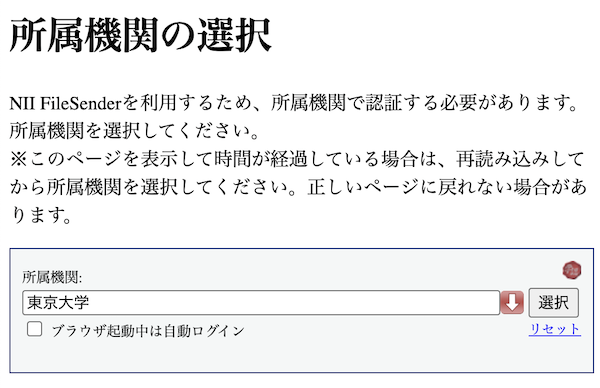 所属機関の選択
NII FileSenderを利用するため、所属機関で認証する必要があります。
所属機関を選択してください。
※このページを表示して時間が経過している場合は、再読み込みして
から所属機関を選択してください。正しいページに戻れない場合があ
ります。
所属機関:
東京大学
選択
ブラウザ起動中は自動ログイン
リセット